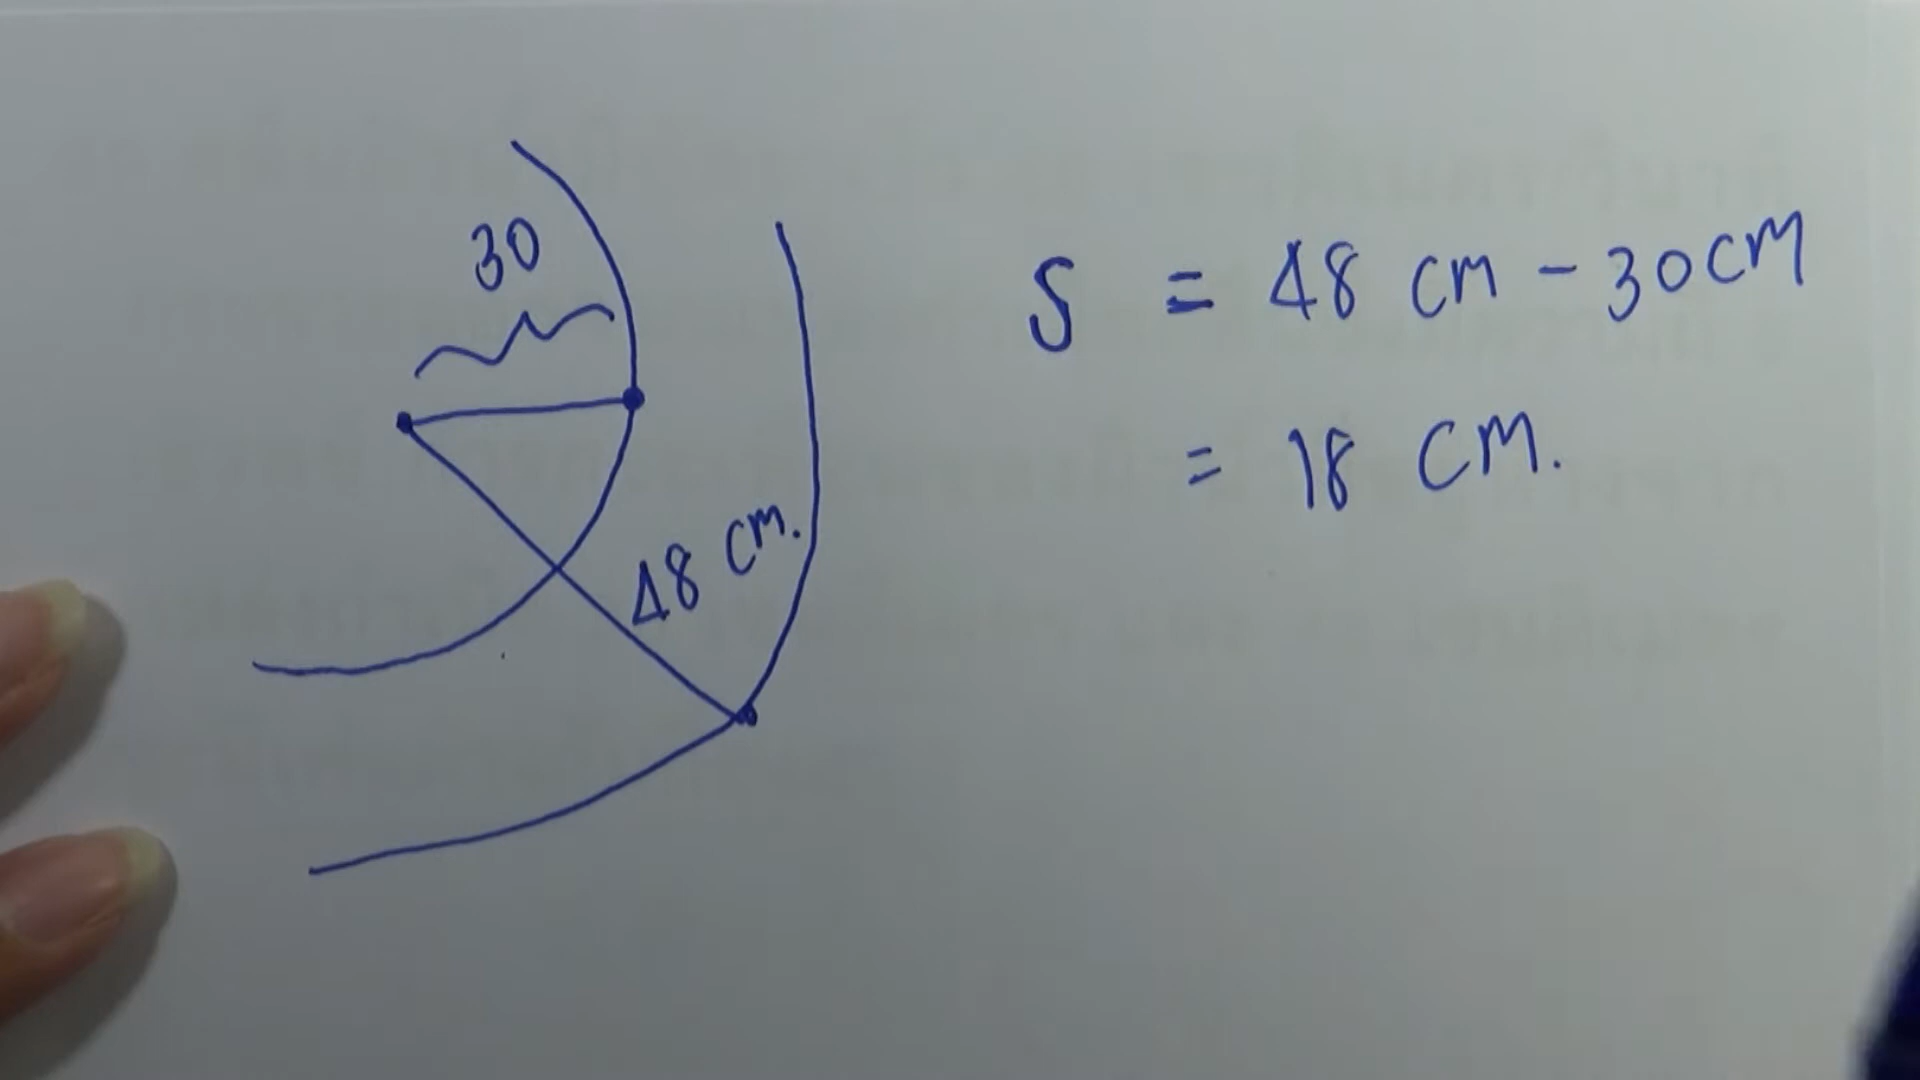 30
48 cm.
S = 48 cm - 30cm
= 18 cm.